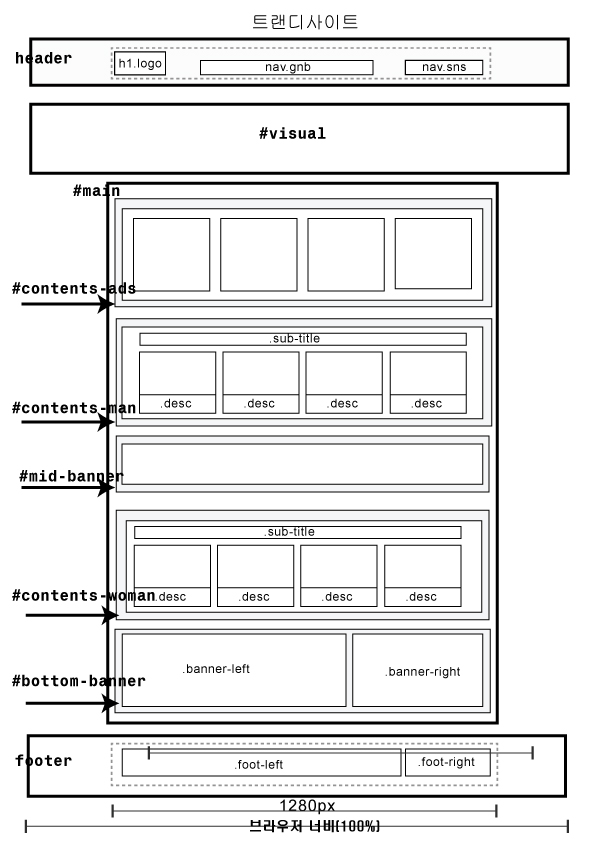 트랜디사이트
header
h1.logo
nav.gnb
nav.sns
#visual
#main
#contents-ads
.sub-title
.desc
.desc
.desc
.desc
#contents-man
#mid-banner
.sub-title
.desc
.desc
.desc
.desc
#contents-woman
.banner-left
.banner-right
#bottom-banner
footer
.foot-left
.foot-right
1280px
브라우저 너비(100%)